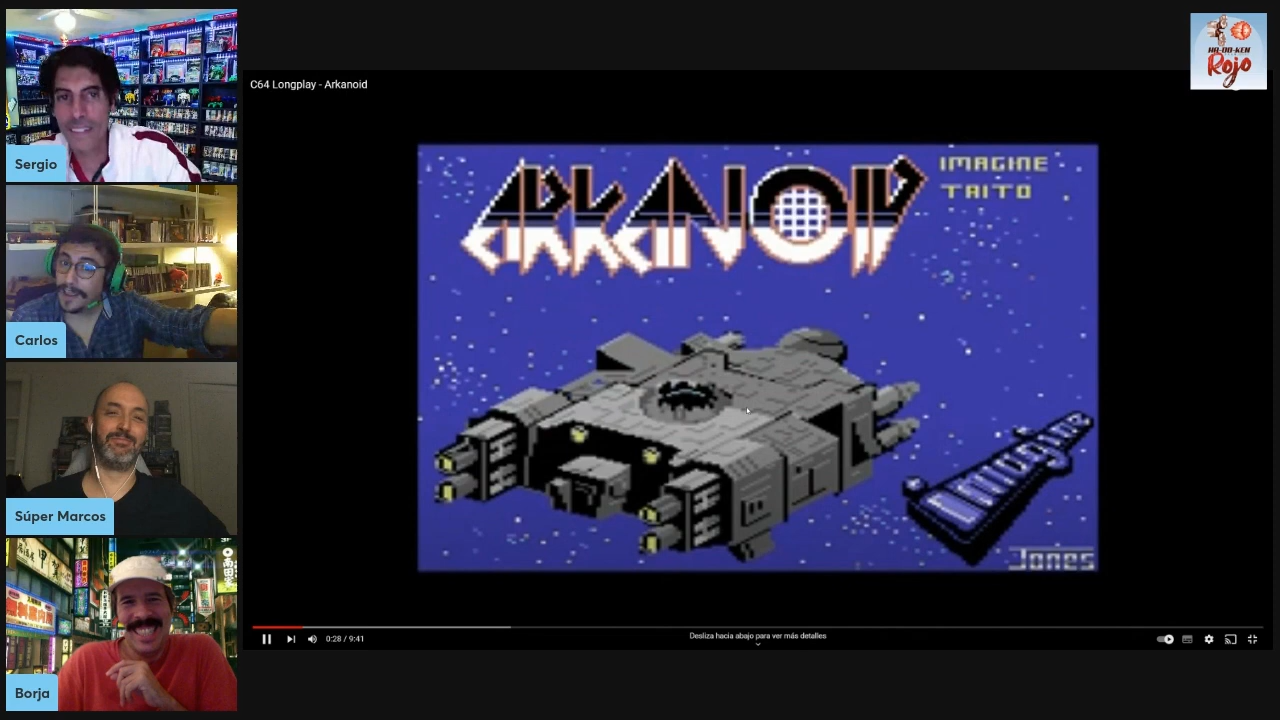 Sergio
Carlos
Súper Marcos
Borja
C64 Longplay - Arkanoid
ARKANOID
IMAGINE
TAITO
Imagine
Jones
0:28 / 9:41
Desliza hacia abajo para ver más detalles
HA-DO-KEN
Rojo